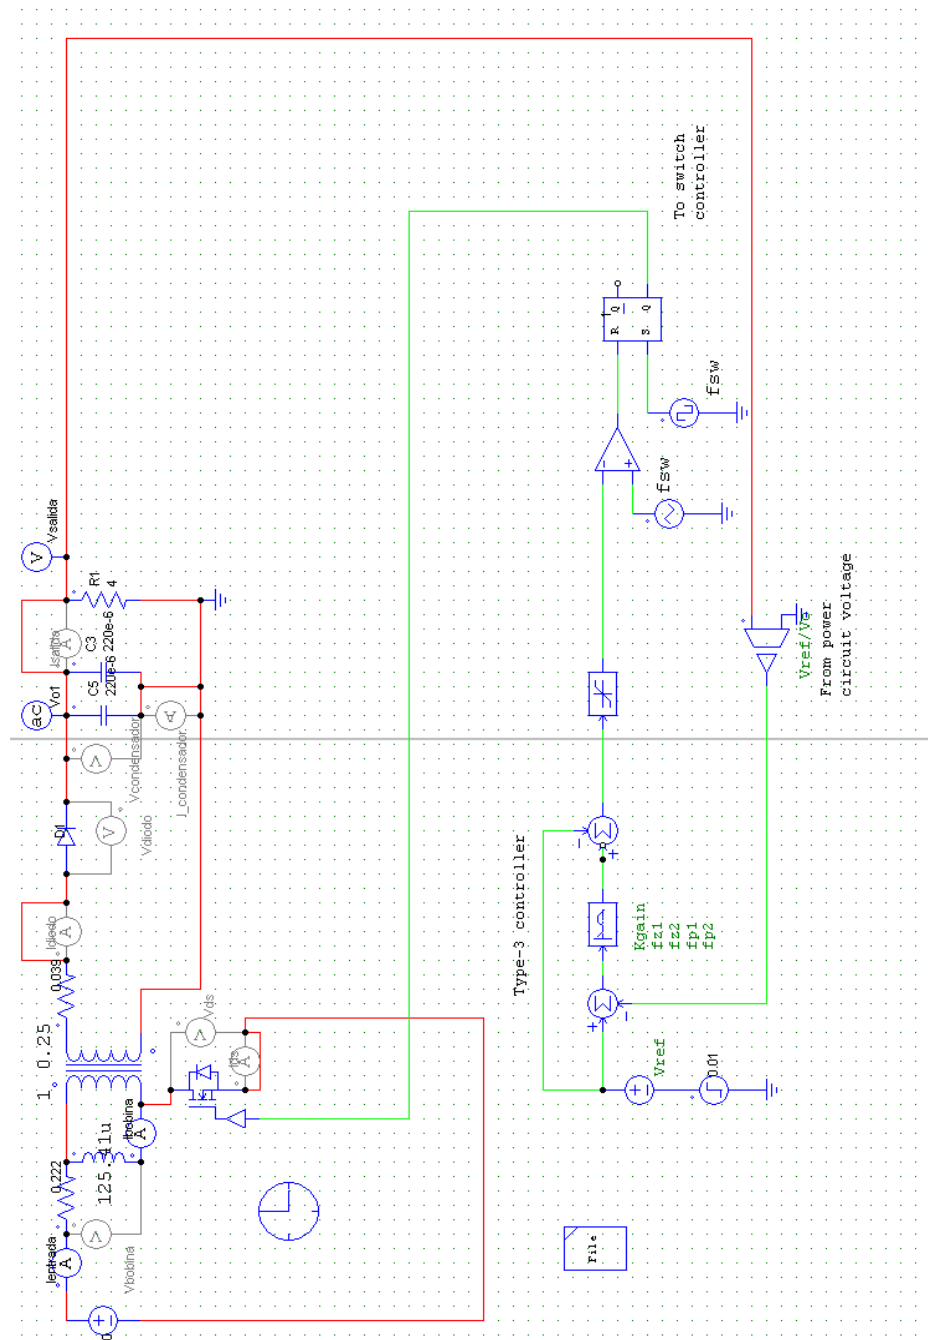 To switch
controller
fsw
fsw
R
Q
S
Q
Vsalida
V
R1
4
Isalida
A
C3
220e-6
C5
220e-6
Vo1
ac
Vcondensador
V
I_condensador
A
D1
Vdiodo
V
Idiodo
A
0.039
1
0.25
Vds
V
Ids
A
Ibobina
A
125.41u
0.222
Vbobina
V
Ientrada
A
Vref/Vo
From power
circuit voltage
Type-3 controller
Kgain
fz1
fz2
fp1
fp2
Vref
0.01
File